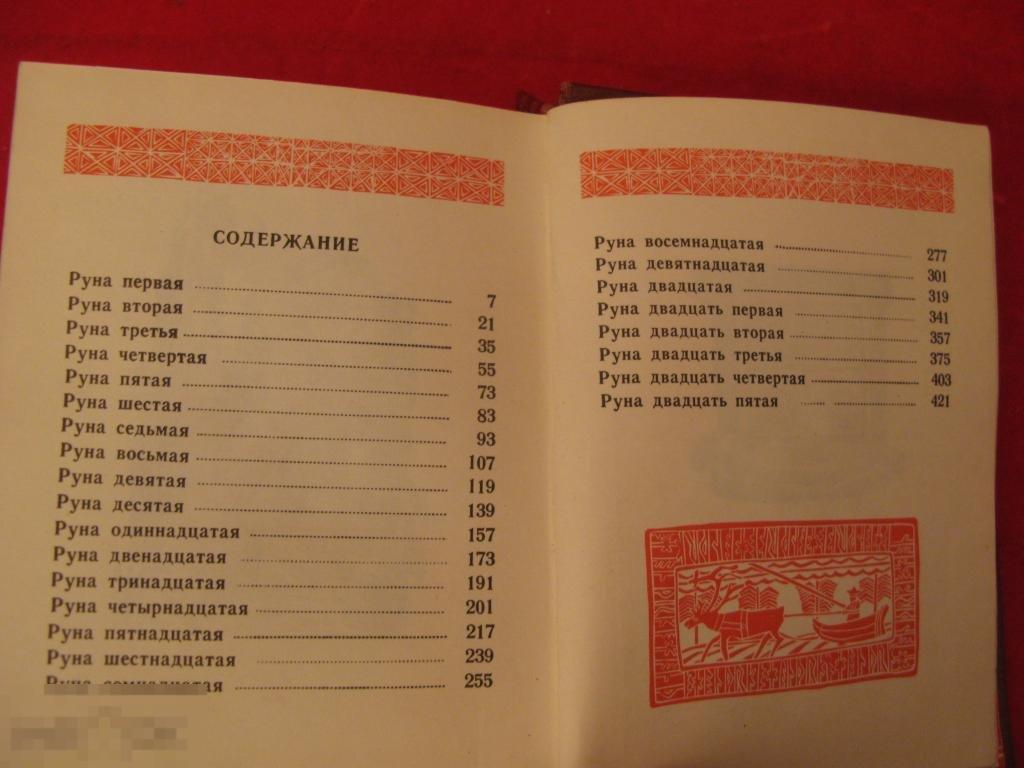 СОДЕРЖАНИЕ
Руна первая 7
Руна вторая 21
Руна третья 35
Руна четвертая 55
Руна пятая 73
Руна шестая 83
Руна седьмая 93
Руна восьмая 107
Руна девятая 119
Руна десятая 139
Руна одиннадцатая 157
Руна двенадцатая 173
Руна тринадцатая 191
Руна четырнадцатая 201
Руна пятнадцатая 217
Руна шестнадцатая 239
Руна семнадцатая 255
Руна восемнадцатая 277
Руна девятнадцатая 301
Руна двадцатая 319
Руна двадцать первая 341
Руна двадцать вторая 357
Руна двадцать третья 375
Руна двадцать четвертая 403
Руна двадцать пятая 421